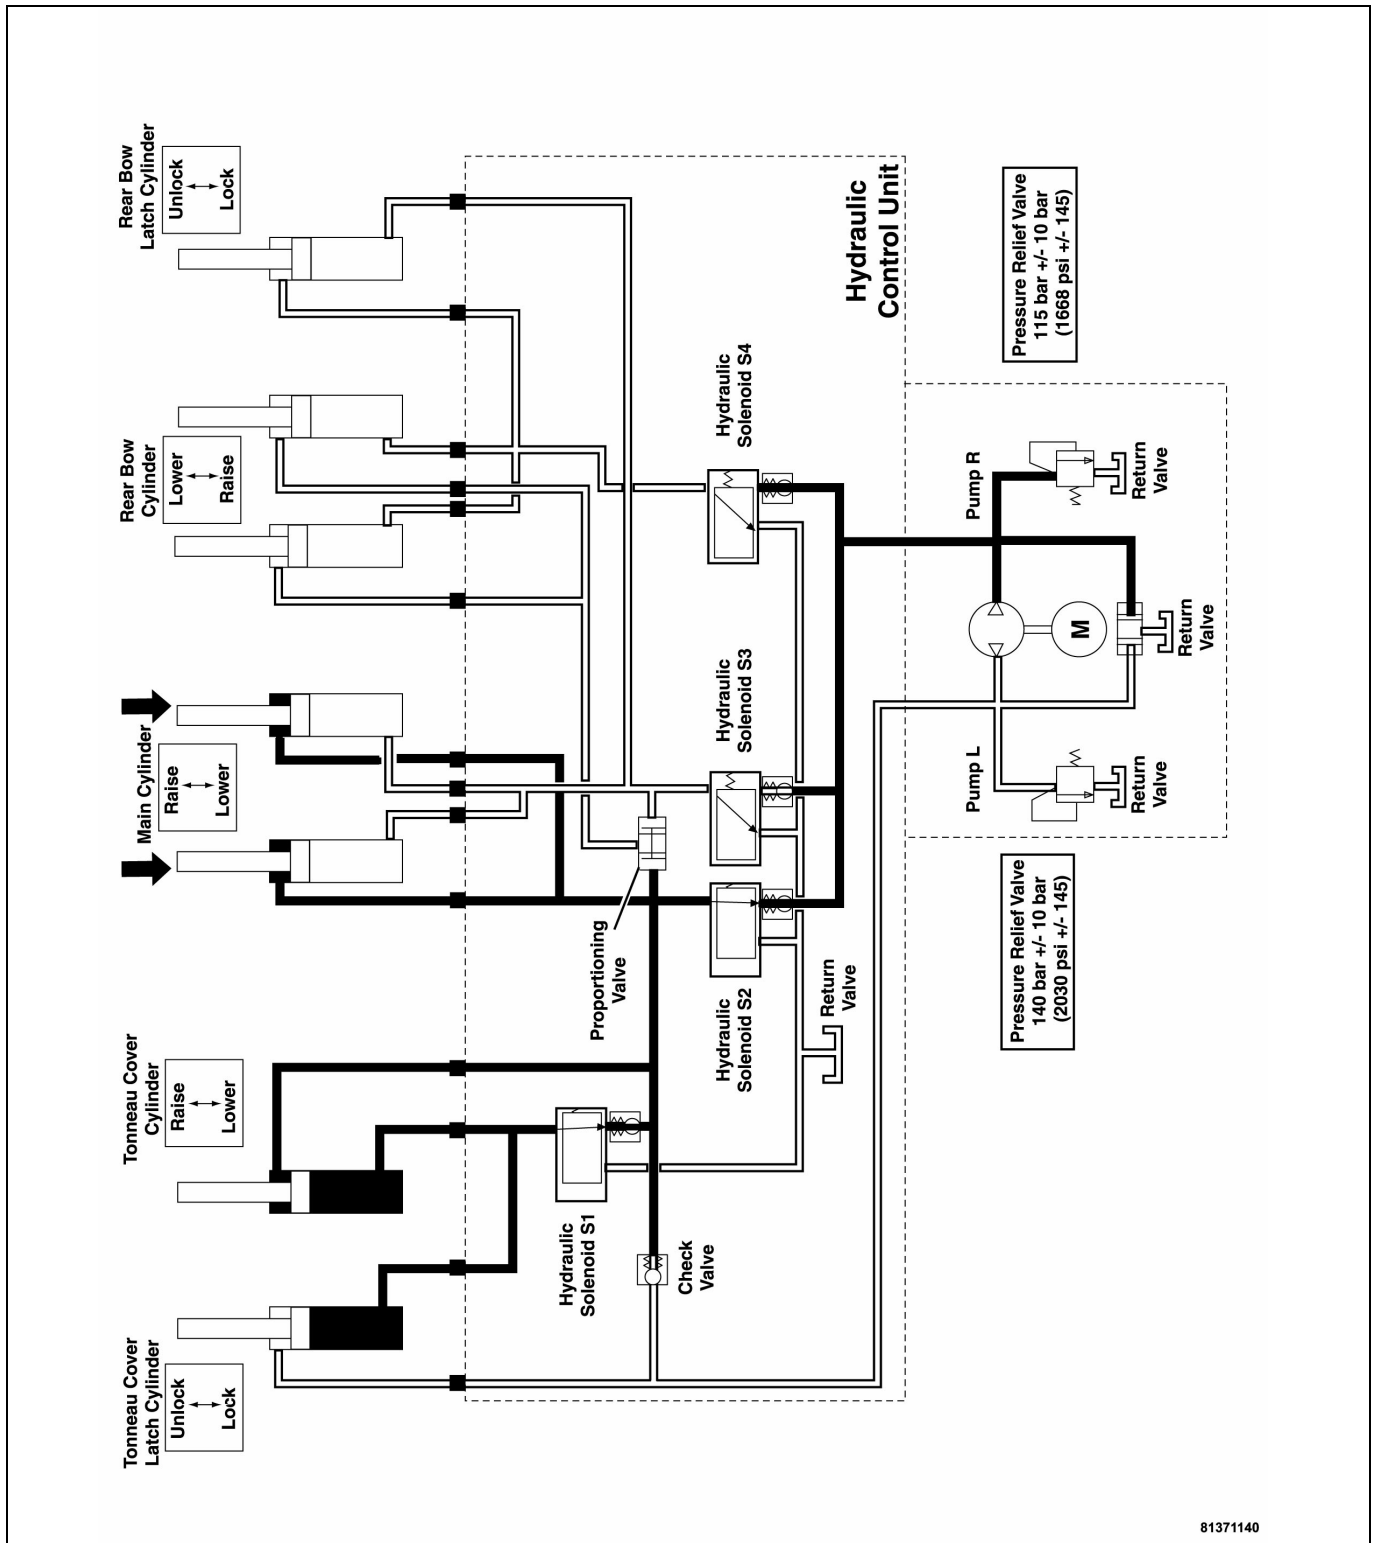 Rear Bow
Latch Cylinder
Unlock
Lock
Rear Bow
Cylinder
Lower
Raise
Main Cylinder
Raise
Lower
Tonneau Cover
Cylinder
Raise
Lower
Tonneau Cover
Latch Cylinder
Unlock
Lock
Hydraulic
Control Unit
Hydraulic
Solenoid S4
Hydraulic
Solenoid S3
Hydraulic
Solenoid S2
Hydraulic
Solenoid S1
Proportioning
Valve
Return
Valve
Check
Valve
Pressure Relief Valve
115 bar +/- 10 bar
(1668 psi +/- 145)
Pump R
Return
Valve
M
Return
Valve
Pump L
Return
Valve
Pressure Relief Valve
140 bar +/- 10 bar
(2030 psi +/- 145)
81371140